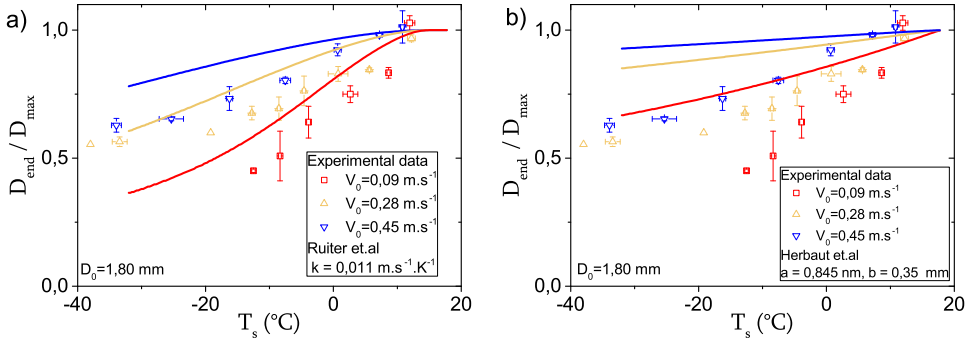 a)
D_end / D_max
1,0
0,5
0,0
-40
-20
0
20
T_s (°C)
D_0=1,80 mm
Experimental data
V_0=0,09 m.s^-1
V_0=0,28 m.s^-1
V_0=0,45 m.s^-1
Ruiter et.al
k = 0,011 m.s^-1.K^-1
b)
D_end / D_max
1,0
0,5
0,0
-40
-20
0
20
T_s (°C)
D_0=1,80 mm
Experimental data
V_0=0,09 m.s^-1
V_0=0,28 m.s^-1
V_0=0,45 m.s^-1
Herbaut et.al
a = 0,845 nm, b = 0,35 mm